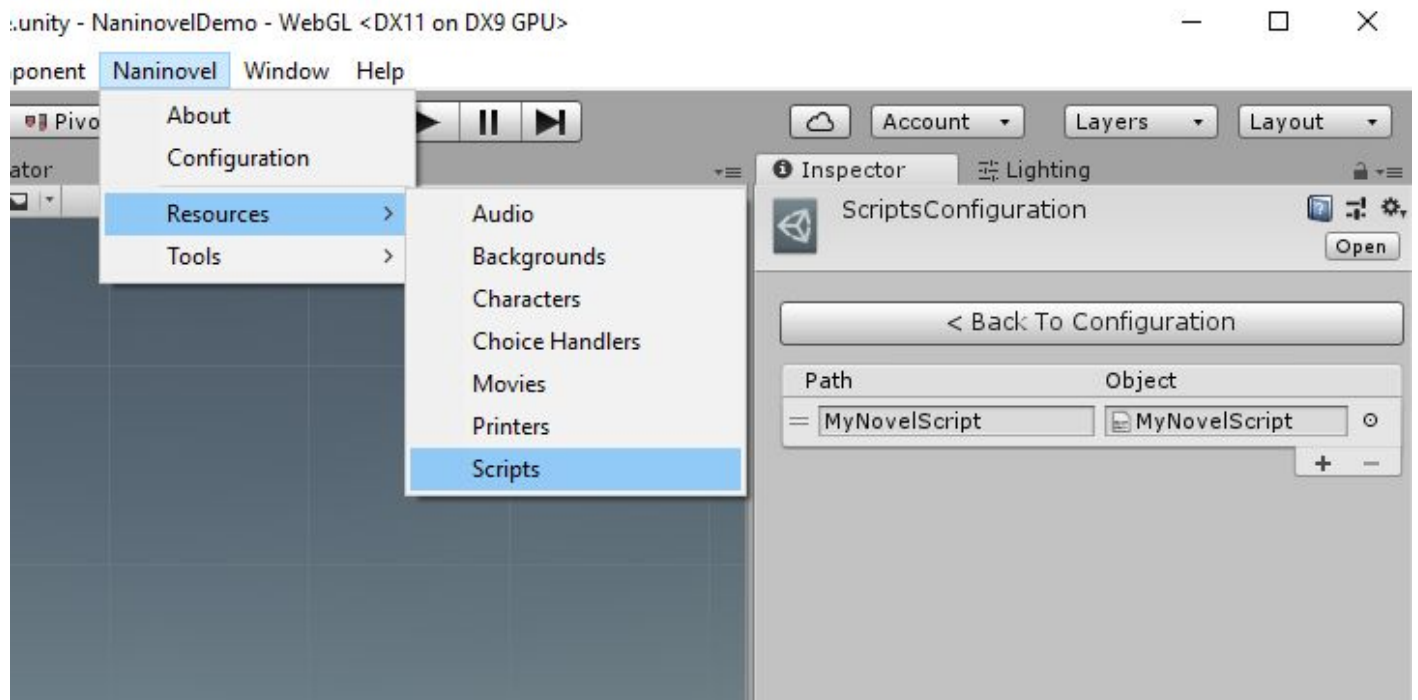 .unity - NaninovelDemo - WebGL <DX11 on DX9 GPU>
ponent Naninovel Window Help
Pivo Account Layers Layout
About
Configuration
Resources
Tools
ator
Audio
Backgrounds
Characters
Choice Handlers
Movies
Printers
Scripts
Inspector Lighting
ScriptsConfiguration
Open
< Back To Configuration
Path Object
MyNovelScript MyNovelScript
+ −